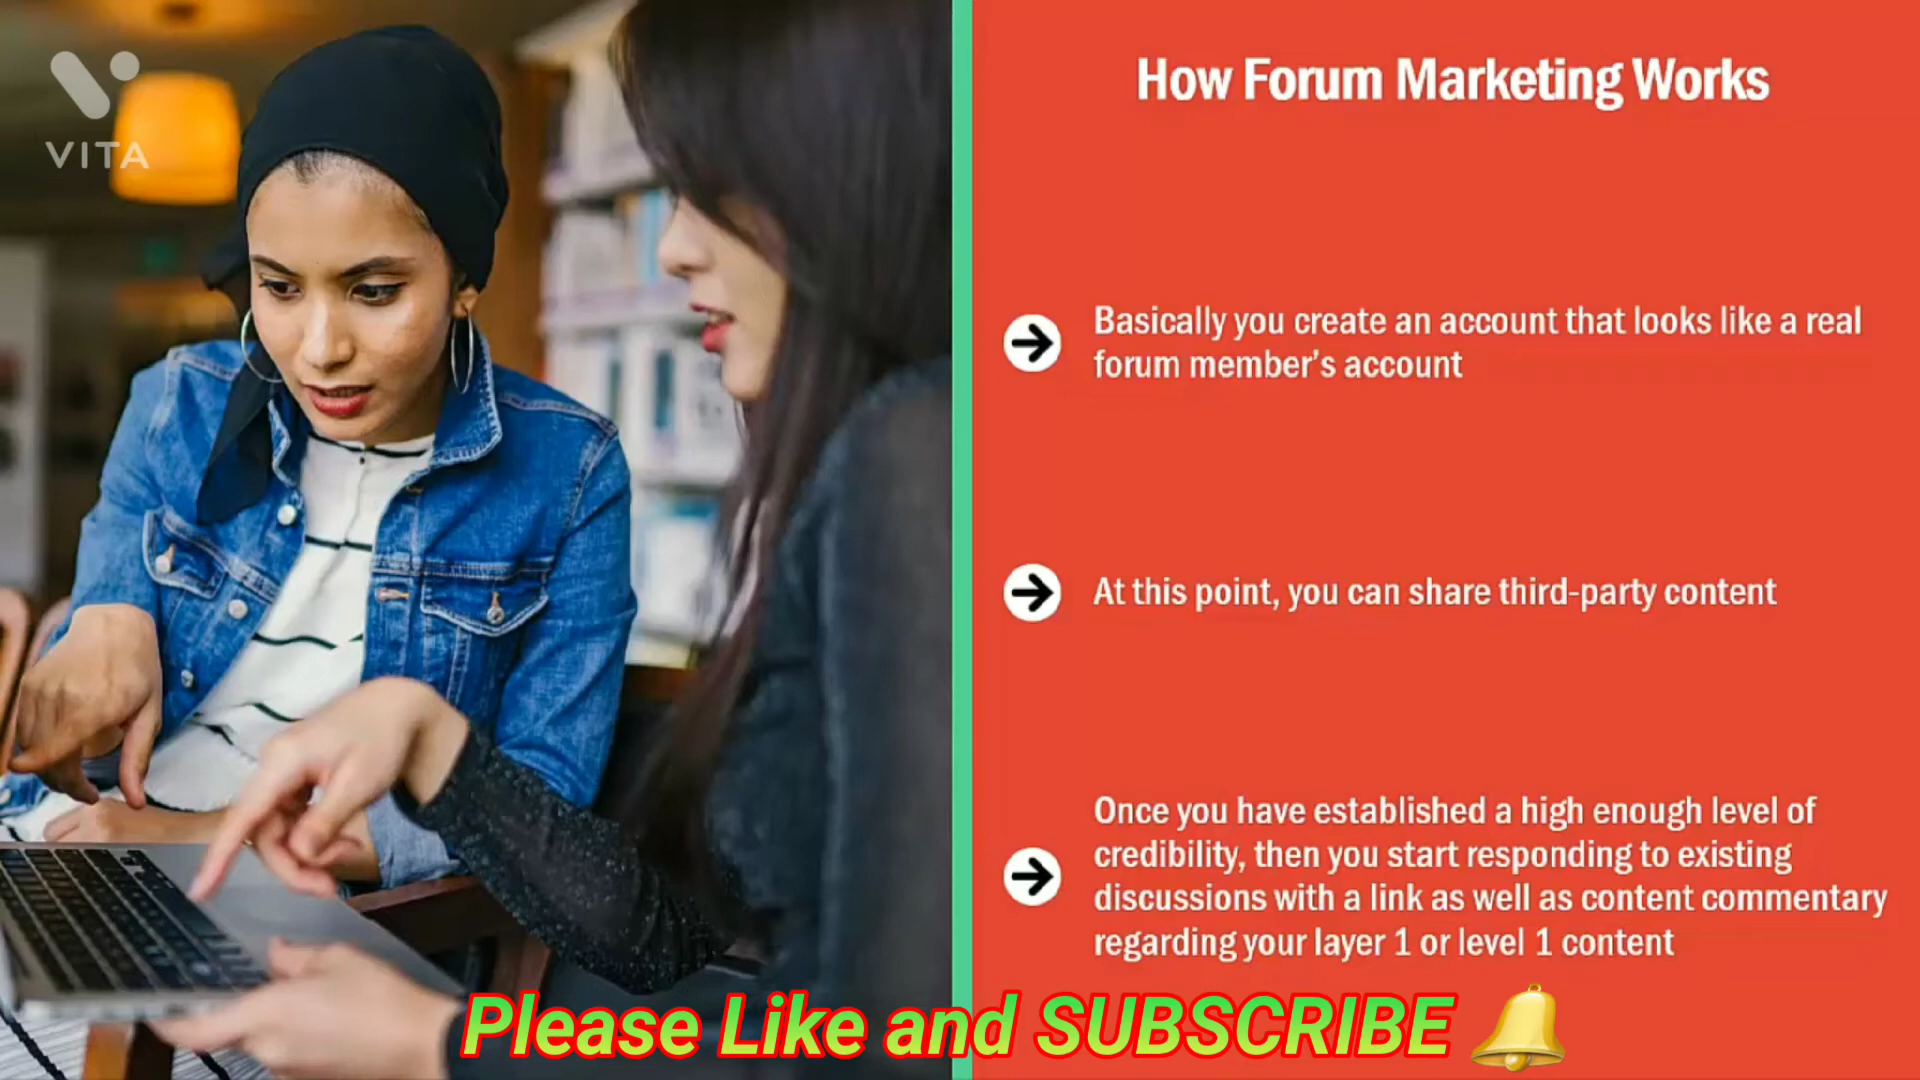 VITA
How Forum Marketing Works
Basically you create an account that looks like a real
forum member's account
At this point, you can share third-party content
Once you have established a high enough level of
credibility, then you start responding to existing
discussions with a link as well as content commentary
regarding your layer 1 or level 1 content
Please Like and SUBSCRIBE